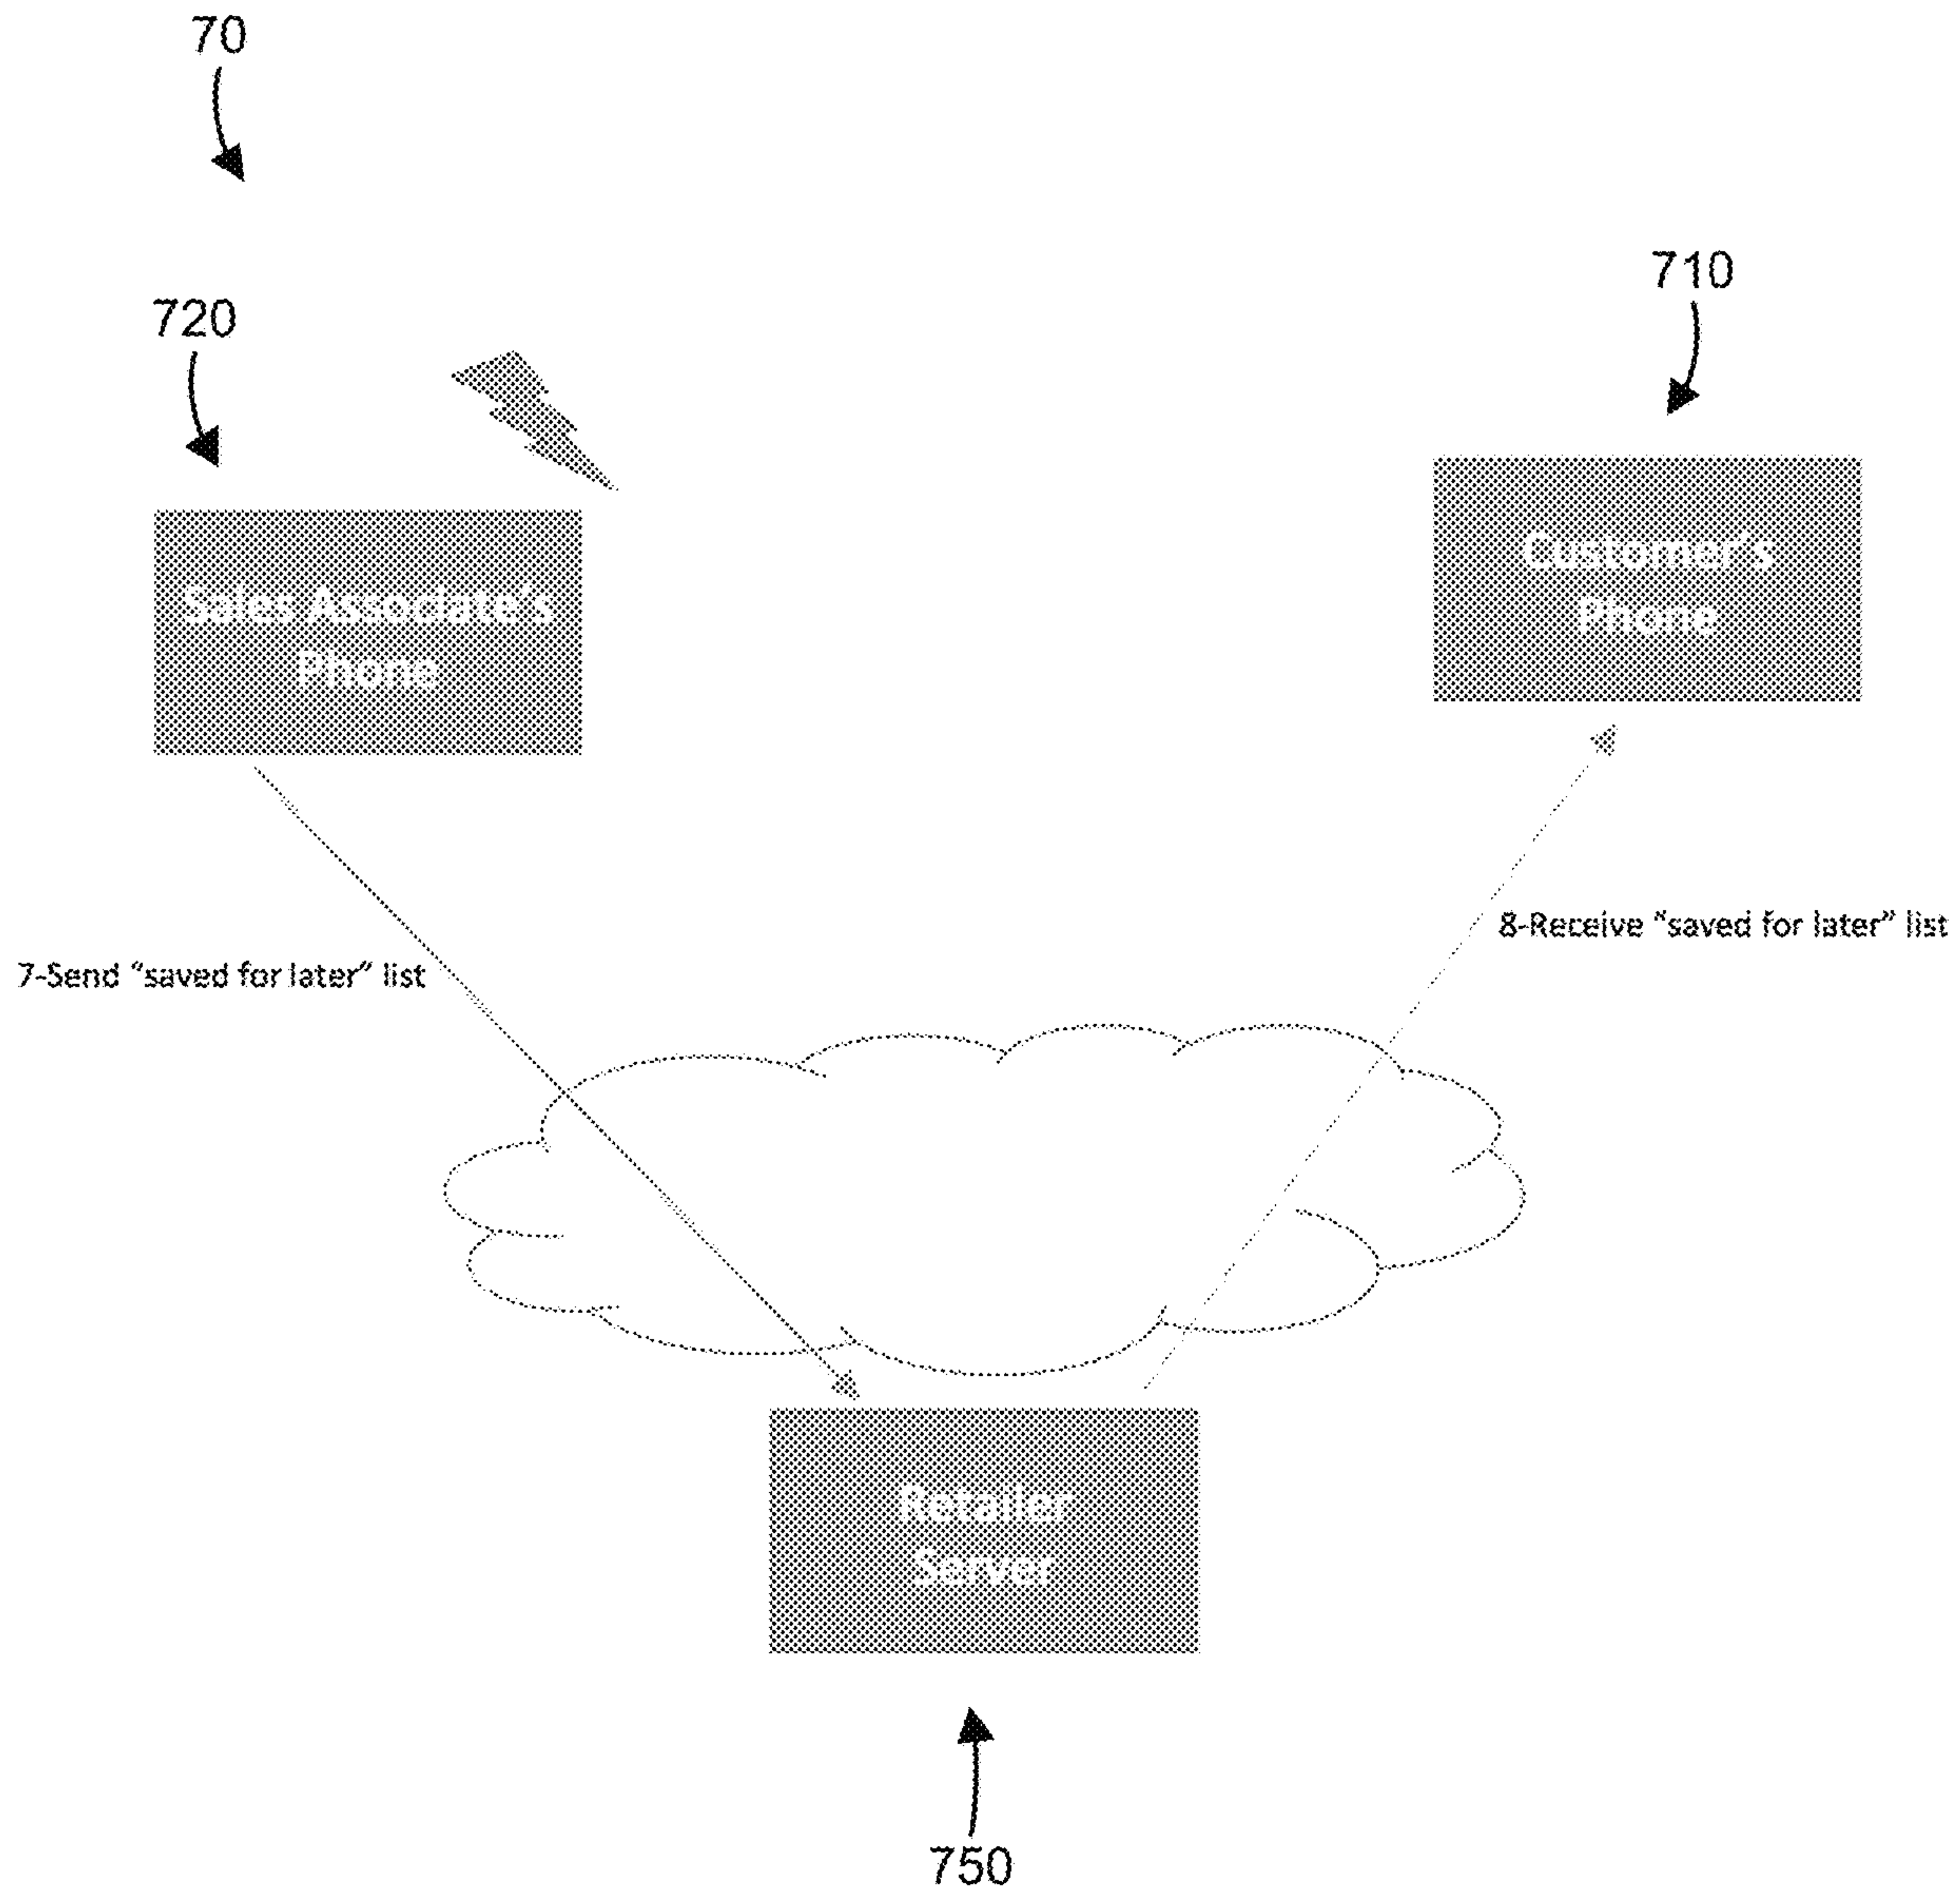 70
710
720
Customer's
Phone
Sales Associate's
Phone
8-Receive "saved for later" list
7-Send "saved for later" list
Retailer
Server
750